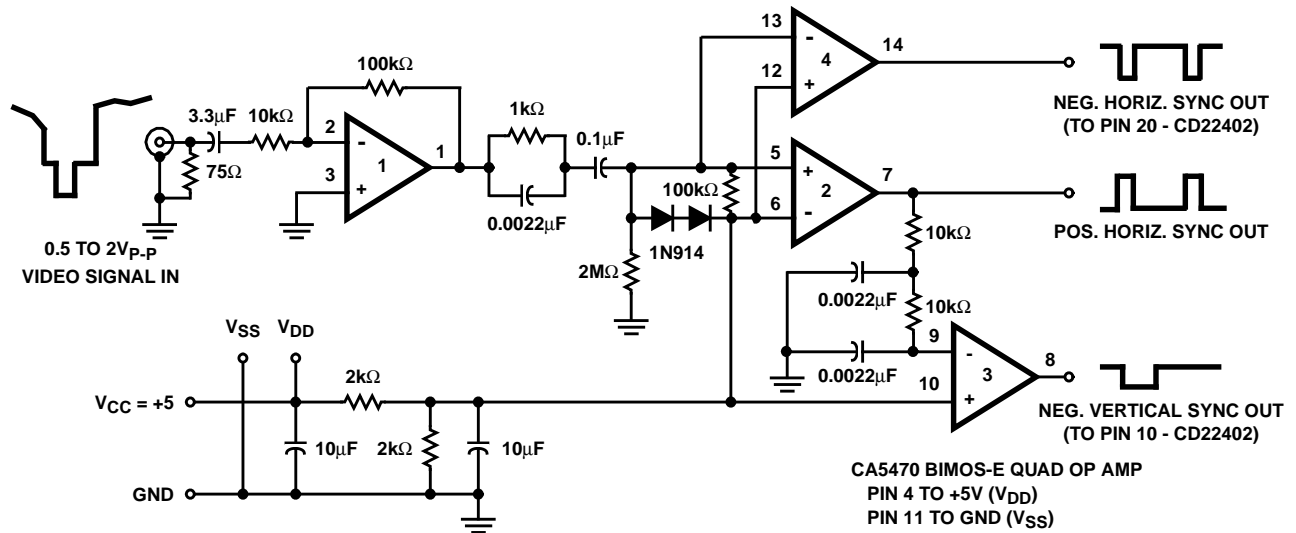 100kΩ
3.3μF
10kΩ
75Ω
2
3
1
1
1kΩ
0.0022μF
0.1μF
100kΩ
1N914
2MΩ
13
12
4
14
5
6
2
7
NEG. HORIZ. SYNC OUT
(TO PIN 20 - CD22402)
POS. HORIZ. SYNC OUT
0.5 TO 2VP-P
VIDEO SIGNAL IN
10kΩ
0.0022μF
10kΩ
0.0022μF
9
10
3
8
NEG. VERTICAL SYNC OUT
(TO PIN 10 - CD22402)
VSS
VDD
VCC = +5
2kΩ
10μF
2kΩ
10μF
GND
CA5470 BIMOS-E QUAD OP AMP
PIN 4 TO +5V (VDD)
PIN 11 TO GND (VSS)
-
+
-
+
+
-
-
+